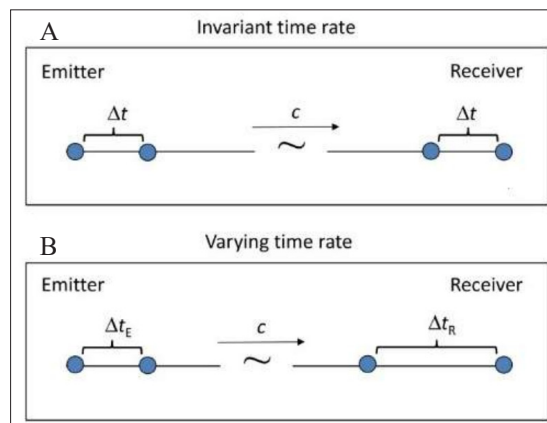 A Invariant time rate
Emitter Receiver
Δt c Δt
~
B Varying time rate
Emitter Receiver
Δt_E c Δt_R
~